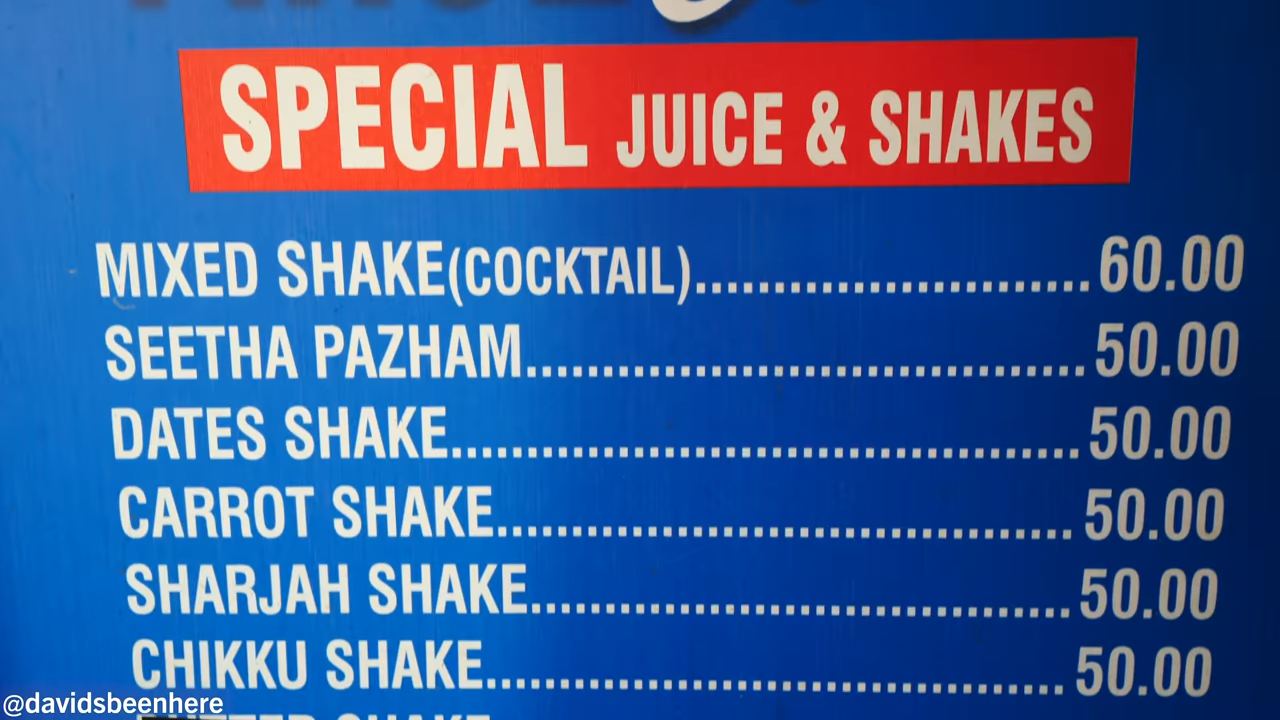 SPECIAL JUICE & SHAKES
MIXED SHAKE(COCKTAIL)........................60.00
SEETHA PAZHAM....................................50.00
DATES SHAKE........................................50.00
CARROT SHAKE.....................................50.00
SHARJAH SHAKE...................................50.00
CHIKKU SHAKE.....................................50.00
SHAKE
@davidsbeenhere